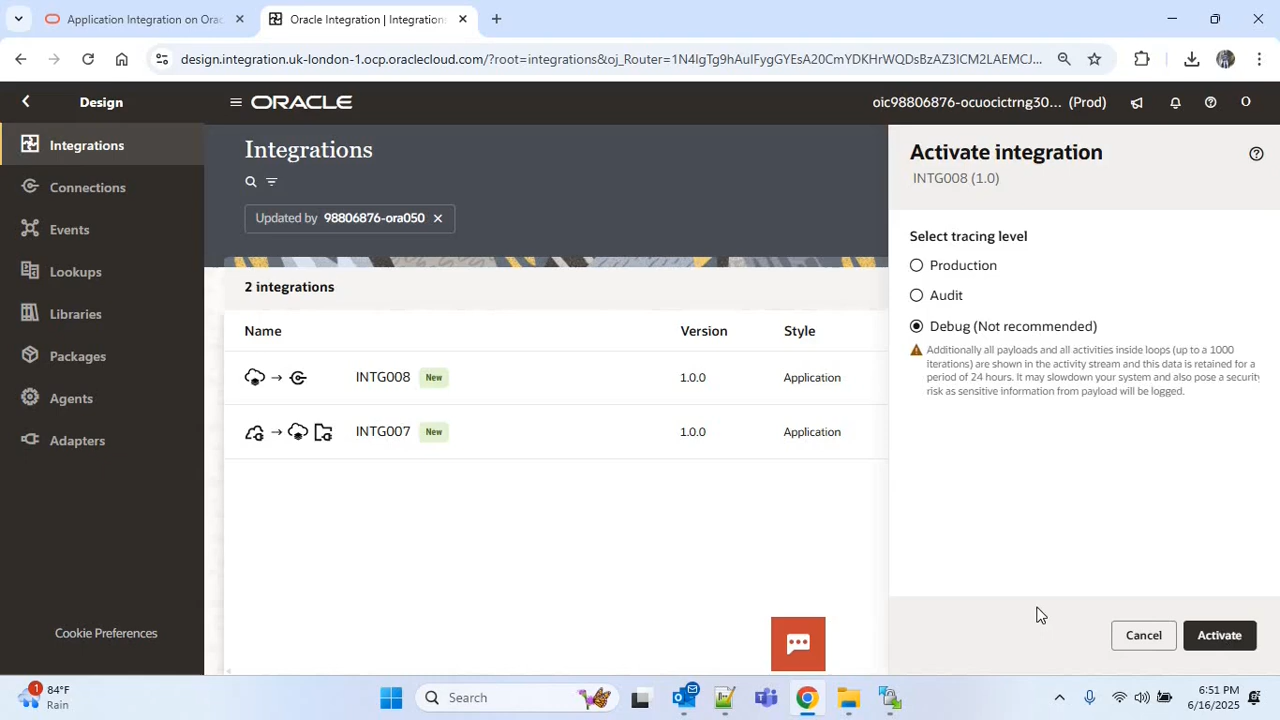 Application Integration on Orac
Oracle Integration | Integration:
design.integration.uk-london-1.ocp.oraclecloud.com/?root=integrations&oj_Router=1N4IgTg9hAuIFygGYEsA20CmYDKHrWQDsBzAZ3ICM2LAEMCJ...
Design
ORACLE
oic98806876-ocuocictrng30... (Prod)
O
Integrations
Connections
Events
Lookups
Libraries
Packages
Agents
Adapters
Cookie Preferences
Integrations
Updated by 98806876-ora050
2 integrations
Name Version Style
INTG008 New 1.0.0 Application
INTG007 New 1.0.0 Application
Activate integration
INTG008 (1.0)
Select tracing level
Production
Audit
Debug (Not recommended)
Additionally all payloads and all activities inside loops (up to a 1000
iterations) are shown in the activity stream and this data is retained for a
period of 24 hours. It may slowdown your system and also pose a security
risk as sensitive information from payload will be logged.
Cancel
Activate
1
84°F
Rain
Search
6:51 PM
6/16/2025